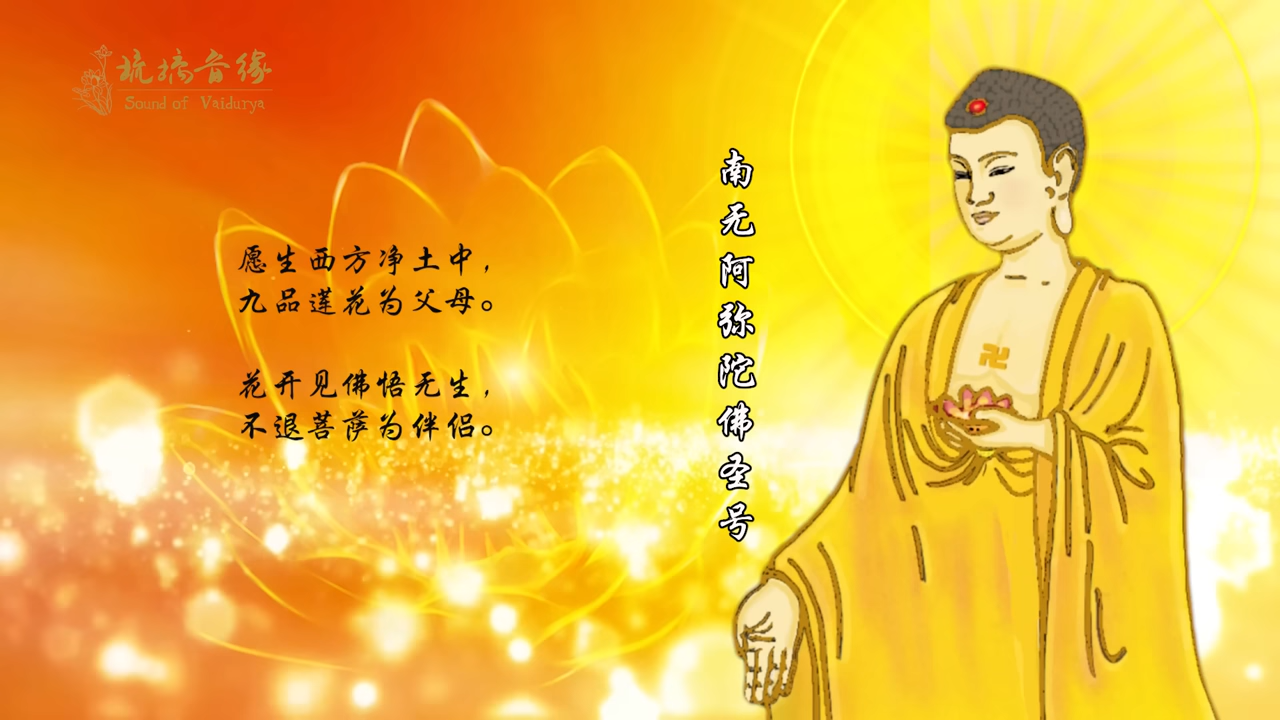 琉璃音缘
Sound of Vaidurya
南无阿弥陀佛圣号
愿生西方净土中，
九品莲花为父母。
花开见佛悟无生，
不退菩萨为伴侣。